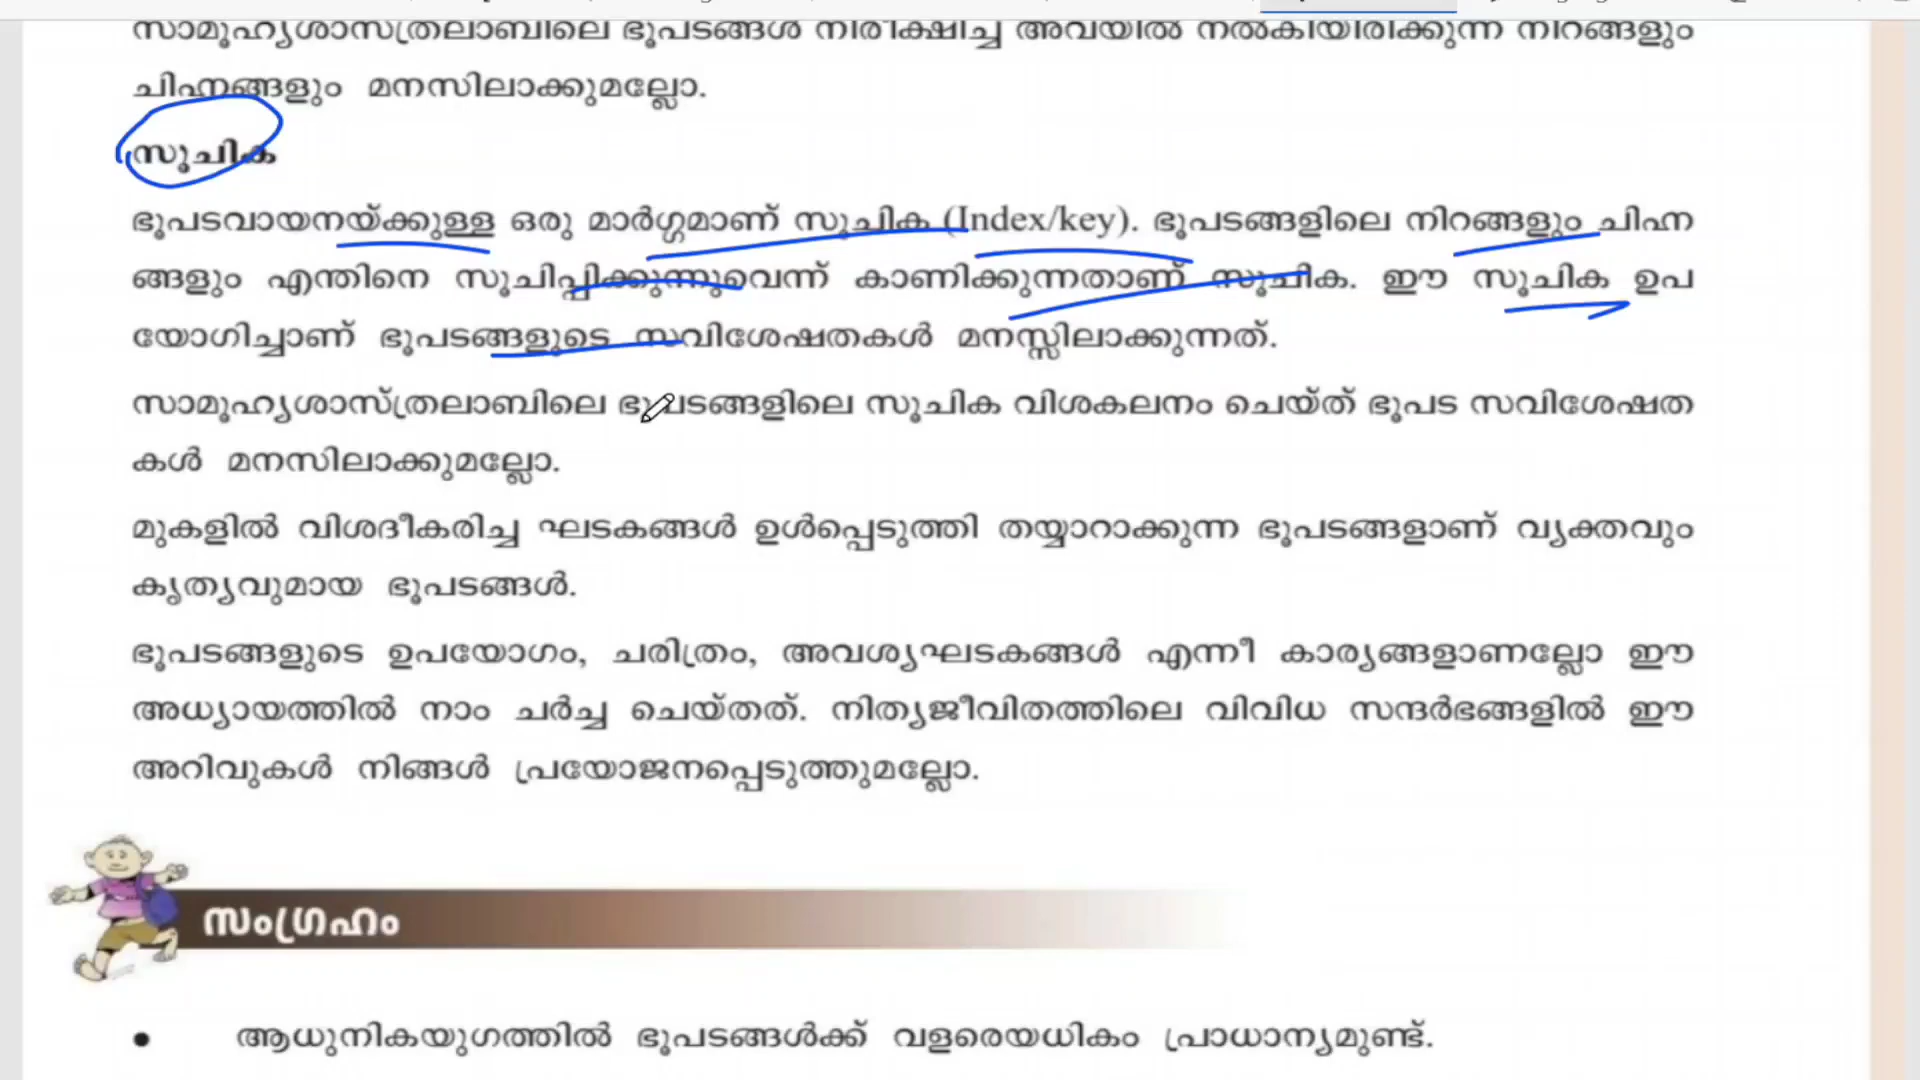 സാമൂഹ്യശാസ്ത്രലാബിലെ ഭൂപടങ്ങൾ നിരീക്ഷിച്ച് അവയിൽ നൽകിയിരിക്കുന്ന നിറങ്ങളും
ചിഹ്നങ്ങളും മനസിലാക്കുമല്ലോ.
സൂചിക
ഭൂപടവായനയ്ക്കുള്ള ഒരു മാർഗ്ഗമാണ് സൂചിക (Index/key). ഭൂപടങ്ങളിലെ നിറങ്ങളും ചിഹ്ന
ങ്ങളും എന്തിനെ സൂചിപ്പിക്കുന്നുവെന്ന് കാണിക്കുന്നതാണ് സൂചിക. ഈ സൂചിക ഉപ
യോഗിച്ചാണ് ഭൂപടങ്ങളുടെ സവിശേഷതകൾ മനസ്സിലാക്കുന്നത്.
സാമൂഹ്യശാസ്ത്രലാബിലെ ഭൂപടങ്ങളിലെ സൂചിക വിശകലനം ചെയ്ത് ഭൂപട സവിശേഷത
കൾ മനസിലാക്കുമല്ലോ.
മുകളിൽ വിശദീകരിച്ച ഘടകങ്ങൾ ഉൾപ്പെടുത്തി തയ്യാറാക്കുന്ന ഭൂപടങ്ങളാണ് വ്യക്തവും
കൃത്യവുമായ ഭൂപടങ്ങൾ.
ഭൂപടങ്ങളുടെ ഉപയോഗം, ചരിത്രം, അവശ്യഘടകങ്ങൾ എന്നീ കാര്യങ്ങളാണല്ലോ ഈ
അധ്യായത്തിൽ നാം ചർച്ച ചെയ്തത്. നിത്യജീവിതത്തിലെ വിവിധ സന്ദർഭങ്ങളിൽ ഈ
അറിവുകൾ നിങ്ങൾ പ്രയോജനപ്പെടുത്തുമല്ലോ.
സംഗ്രഹം
● ആധുനികയുഗത്തിൽ ഭൂപടങ്ങൾക്ക് വളരെയധികം പ്രാധാന്യമുണ്ട്.